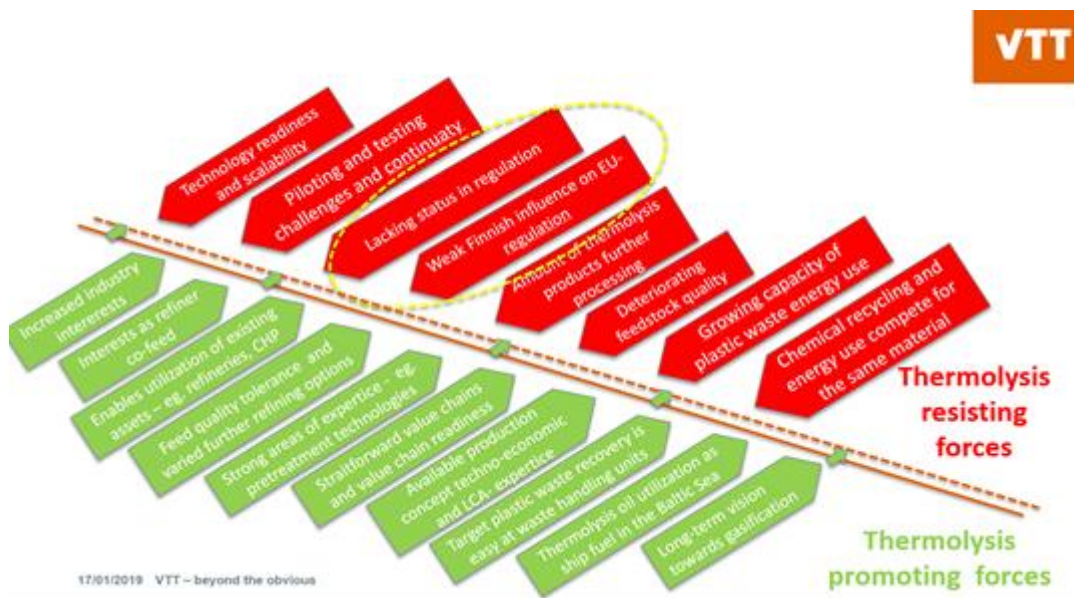 VTT
Technology readiness
and scalability
Piloting and testing
challenges and continuaty
Lacking status in regulation
Weak Finnish influence on EU-
regulation
Amount of thermolysis
products further
processing
Deteriorating
feedstock quality
Growing capacity of
plastic waste energy use
Chemical recycling and
energy use compete for
the same material
Thermolysis
resisting
forces
Increased industry
intereresis
Interests as refiner
co-feed
Enables utilization of existing
assets – eg. refineries, CHP
Feed quality tolerance and
varied further refining options
Strong areas of expertice - eg.
pretreatment technologies
Straitforward value chains
and value chain readiness
Available production
concept techno-economic
and LCA- expertice
Target plastic waste recovery is
easy at waste handling units
Thermolysis oil utilization as
ship fuel in the Baltic Sea
Long-term vision
towards gasification
Thermolysis
promoting forces
17/01/2019 VTT – beyond the obvious